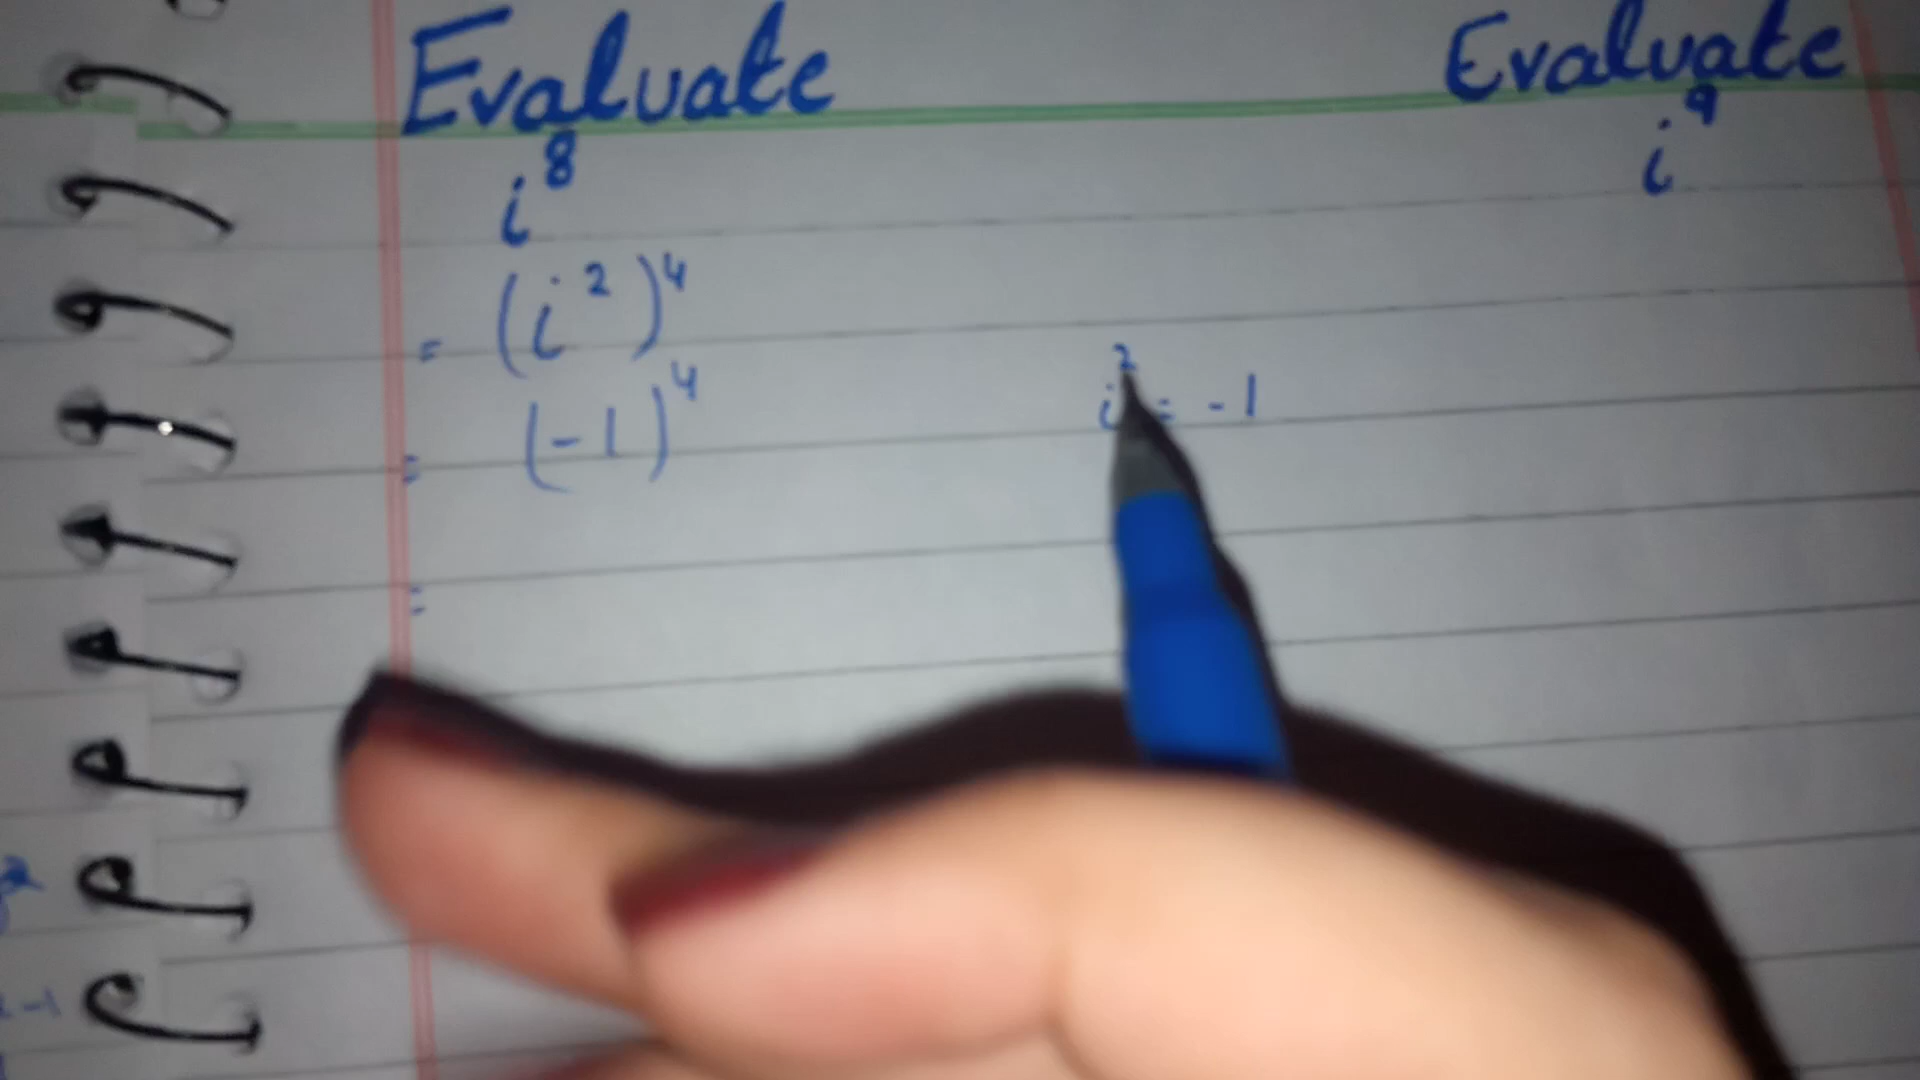 Evaluate
i⁸
= (i²)⁴
= (-1)⁴
=
i² = -1
Evaluate
i⁹